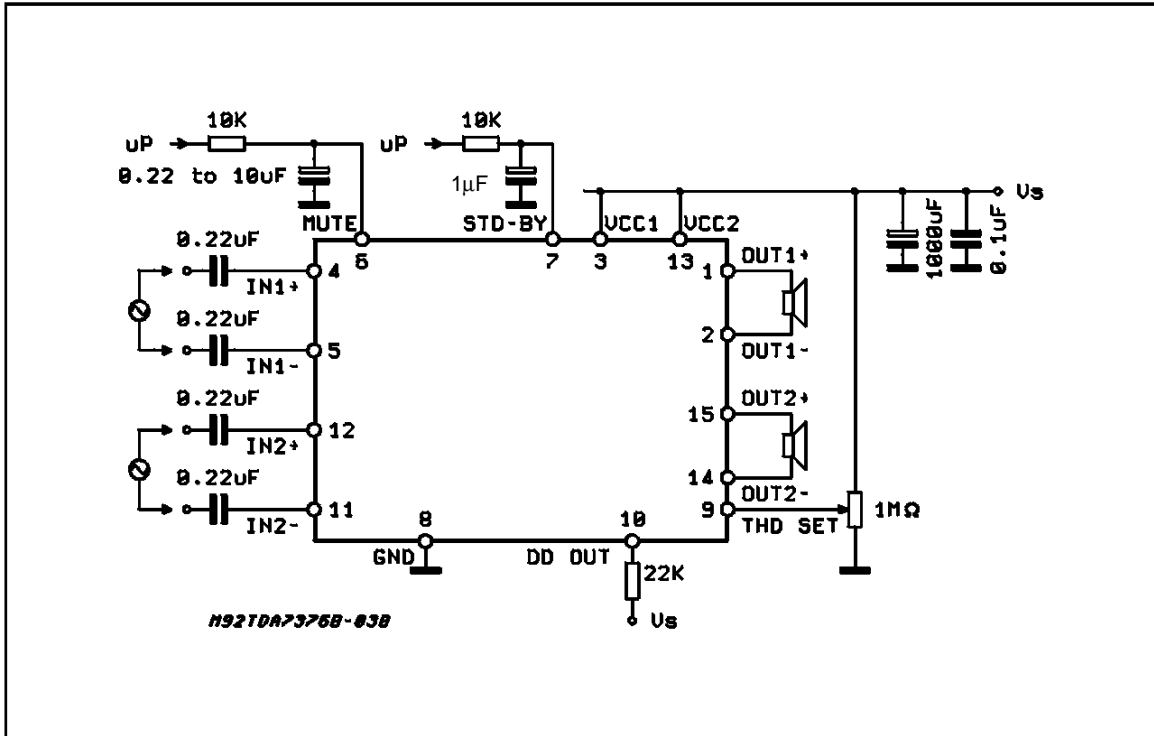 10K
10K
uP
uP
0.22 to 10uF
1μF
Vs
MUTE
STD-BY
VCC1
VCC2
1000uF
0.1uF
6
7
3
13
0.22uF
4
IN1+
1
OUT1+
0.22uF
5
IN1-
2
OUT1-
0.22uF
12
IN2+
15
OUT2+
0.22uF
11
IN2-
14
OUT2-
9
THD SET
1MΩ
8
10
GND
DD OUT
22K
M92TDA7376B-03B
Vs